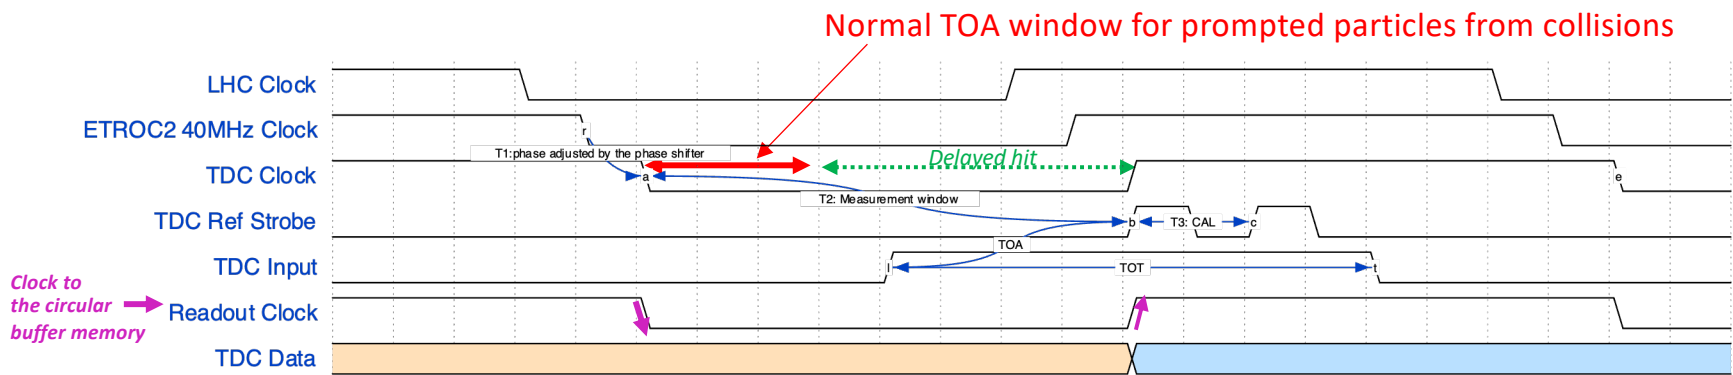 Normal TOA window for prompted particles from collisions
LHC Clock
ETROC2 40MHz Clock
r
T1:phase adjusted by the phase shifter
Delayed hit
TDC Clock
a
e
T2: Measurement window
TDC Ref Strobe
b
T3: CAL
c
TOA
TDC Input
l
TOT
t
Clock to
the circular
buffer memory
Readout Clock
TDC Data